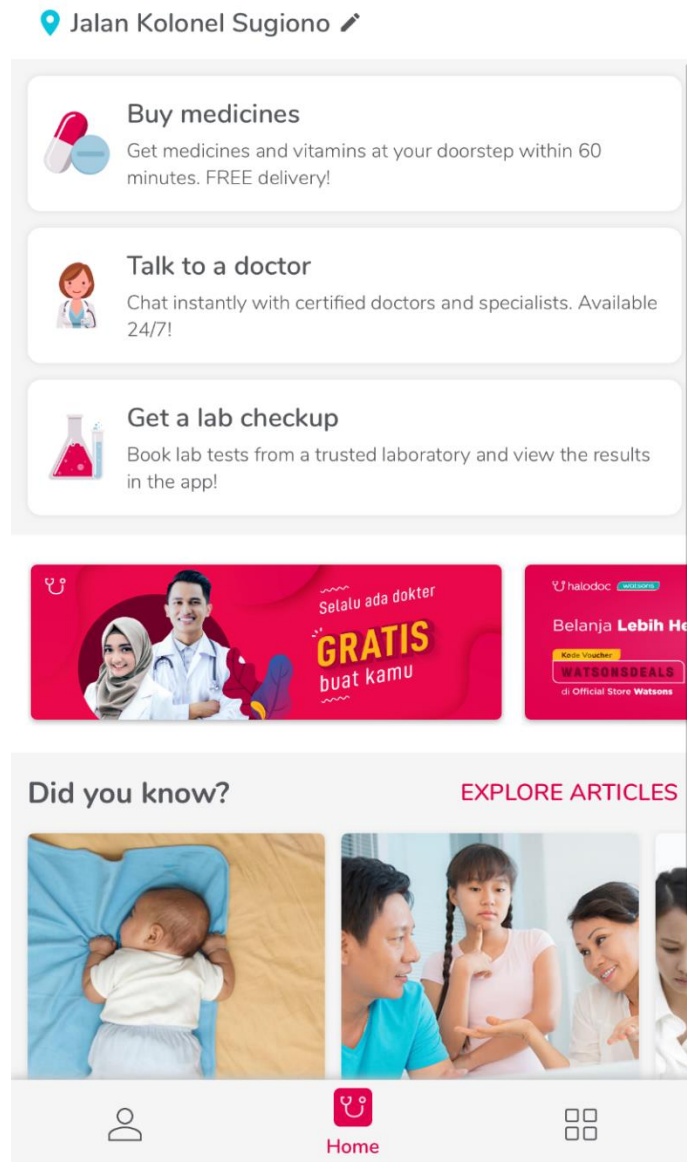 Jalan Kolonel Sugiono
Buy medicines
Get medicines and vitamins at your doorstep within 60
minutes. FREE delivery!
Talk to a doctor
Chat instantly with certified doctors and specialists. Available
24/7!
Get a lab checkup
Book lab tests from a trusted laboratory and view the results
in the app!
Selalu ada dokter
GRATIS
buat kamu
halodoc watsons
Belanja Lebih He
Kode Voucher
WATSONSDEALS
di Official Store Watsons
Did you know?
EXPLORE ARTICLES
Home